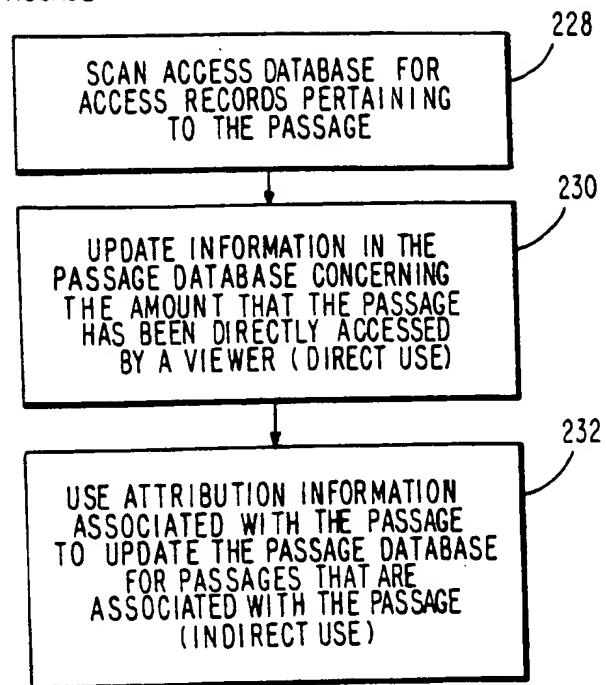 228
SCAN ACCESS DATABASE FOR
ACCESS RECORDS PERTAINING
TO THE PASSAGE
230
UPDATE INFORMATION IN THE
PASSAGE DATABASE CONCERNING
THE AMOUNT THAT THE PASSAGE
HAS BEEN DIRECTLY ACCESSED
BY A VIEWER (DIRECT USE)
232
USE ATTRIBUTION INFORMATION
ASSOCIATED WITH THE PASSAGE
TO UPDATE THE PASSAGE DATABASE
FOR PASSAGES THAT ARE
ASSOCIATED WITH THE PASSAGE
(INDIRECT USE)